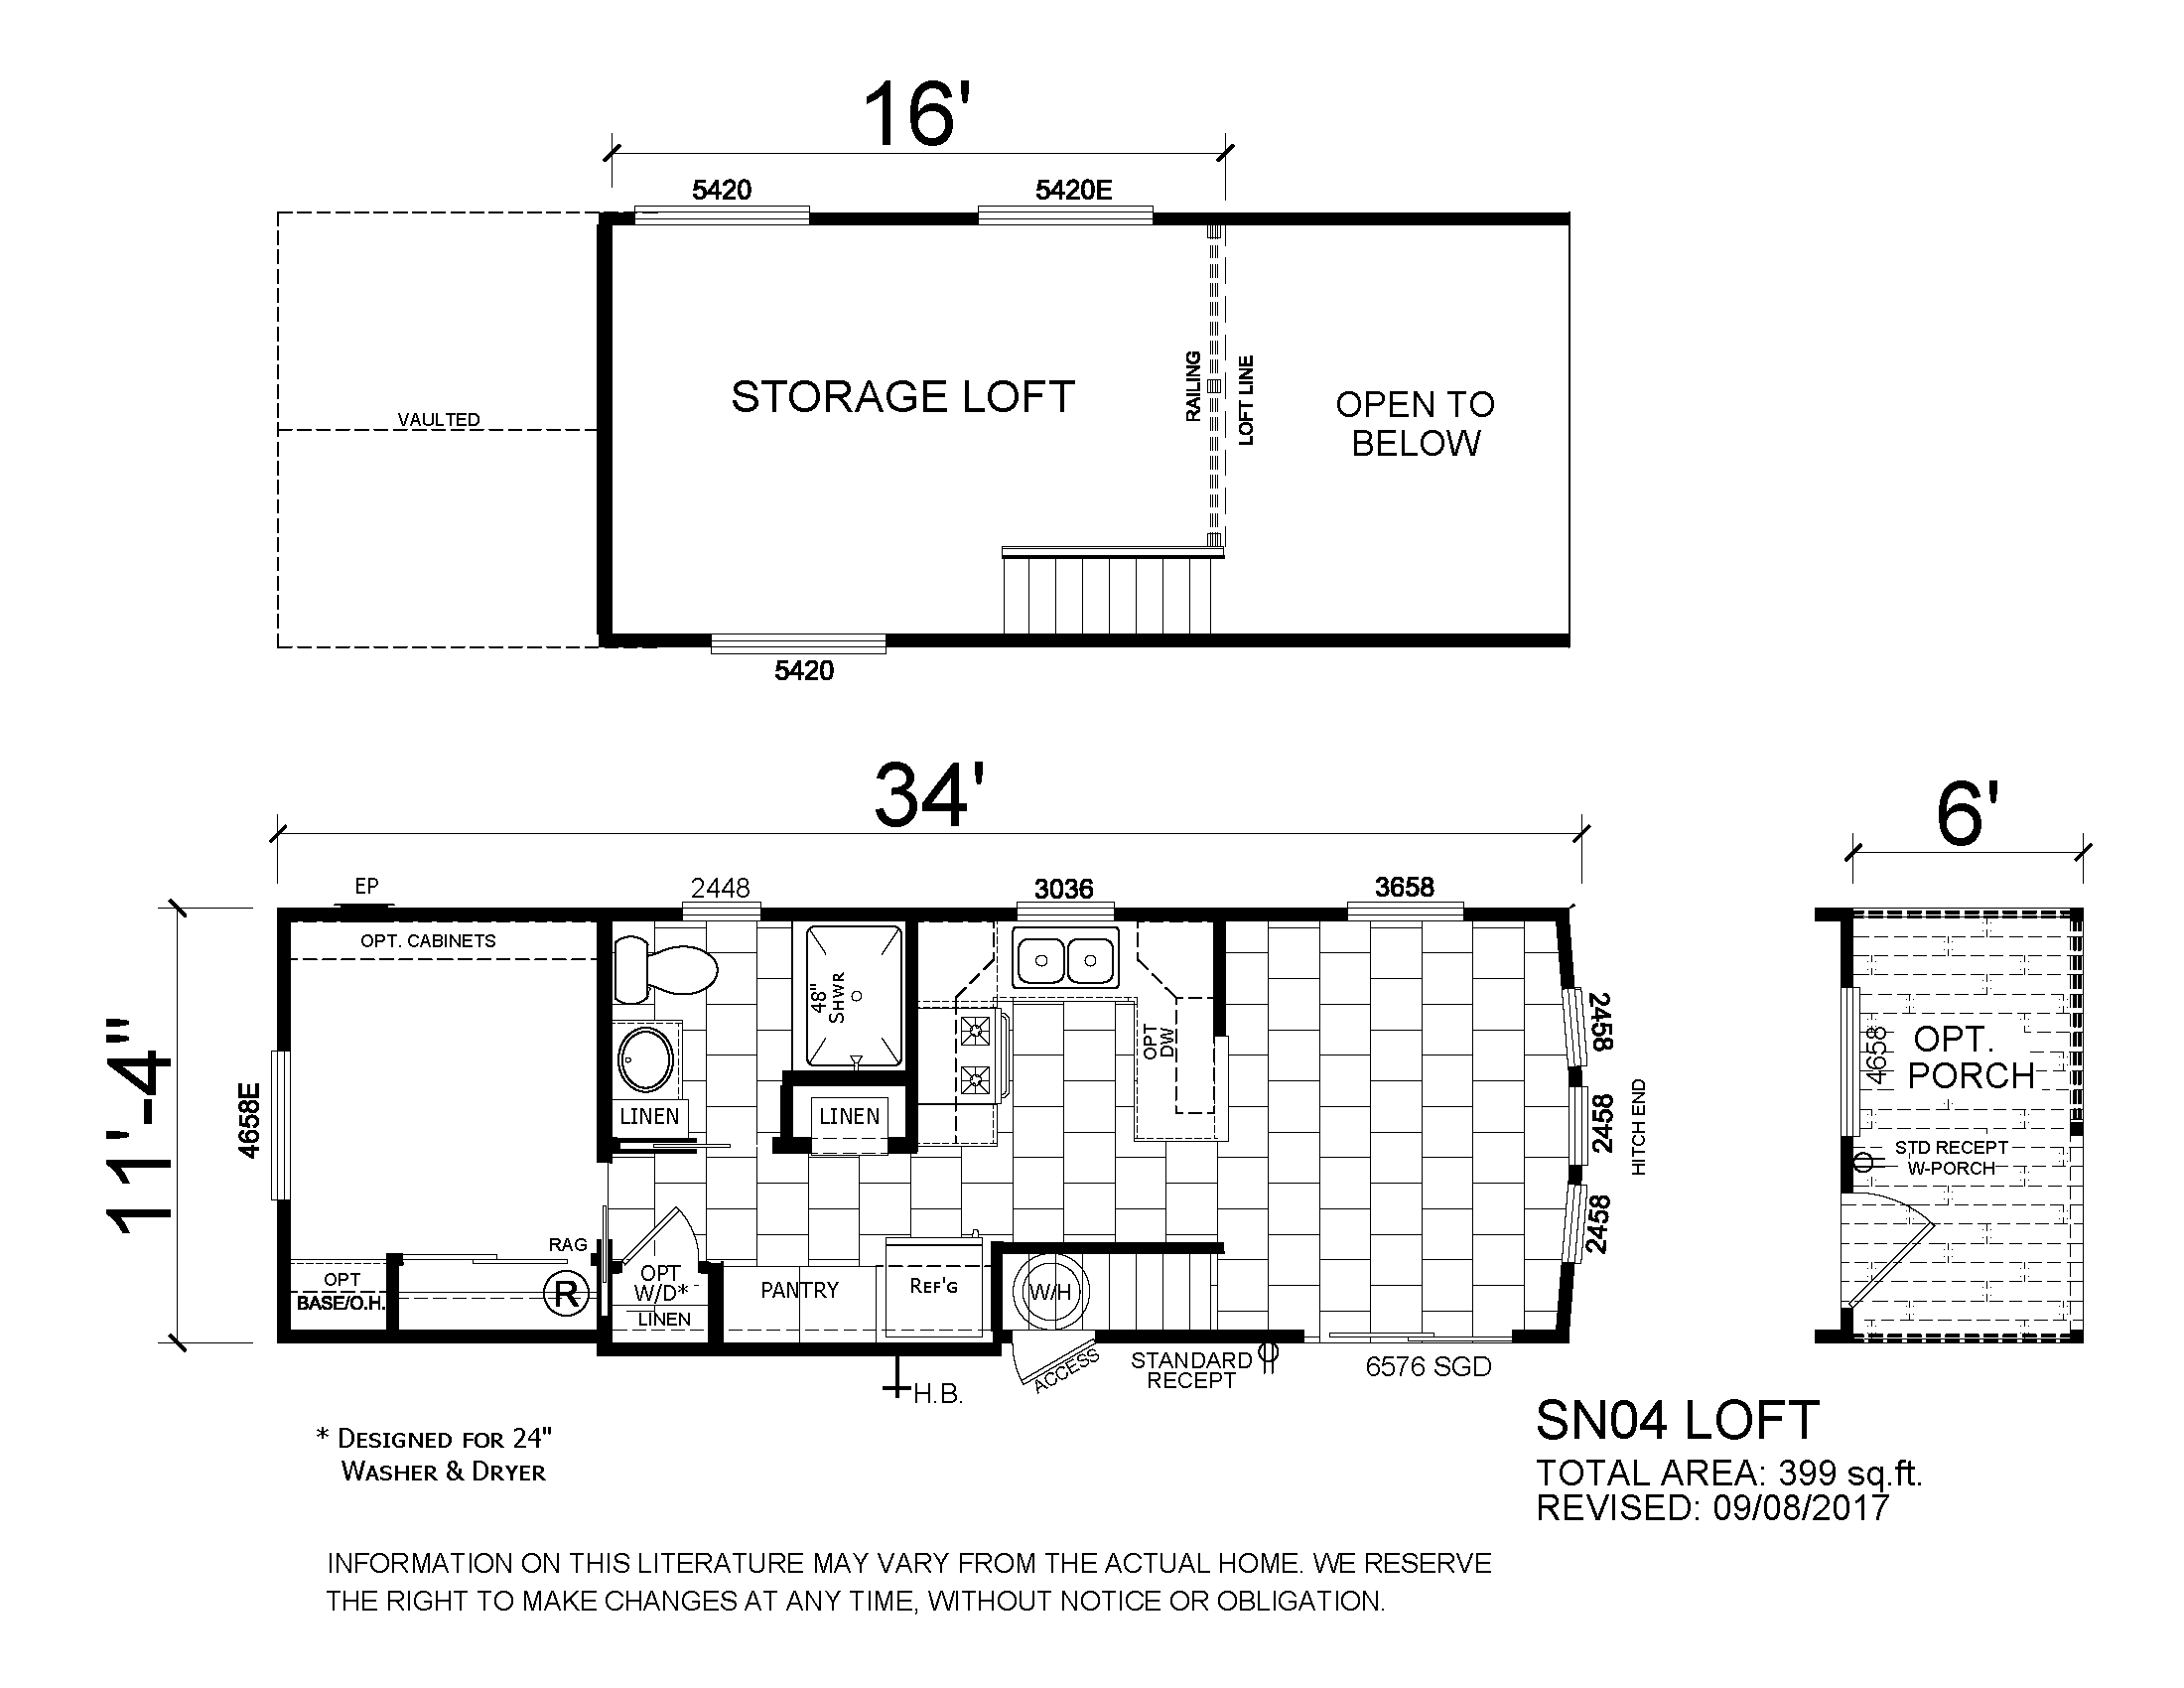 16'
5420
5420E
VAULTED
STORAGE LOFT
RAILING
LOFT LINE
OPEN TO
BELOW
5420
34'
6'
EP
2448
3036
3658
OPT. CABINETS
48"
SHWR
OPT
DW
2458
2458
2458
HITCH END
11'-4"
4658E
LINEN
LINEN
RAG
OPT
BASE/O.H.
R
OPT
W/D*
LINEN
PANTRY
REF'G
W/H
ACCESS
STANDARD
RECEPT
6576 SGD
H.B.
4658
OPT.
PORCH
STD RECEPT
W-PORCH
* DESIGNED FOR 24"
WASHER & DRYER
SN04 LOFT
TOTAL AREA: 399 sq.ft.
REVISED: 09/08/2017
INFORMATION ON THIS LITERATURE MAY VARY FROM THE ACTUAL HOME. WE RESERVE
THE RIGHT TO MAKE CHANGES AT ANY TIME, WITHOUT NOTICE OR OBLIGATION.